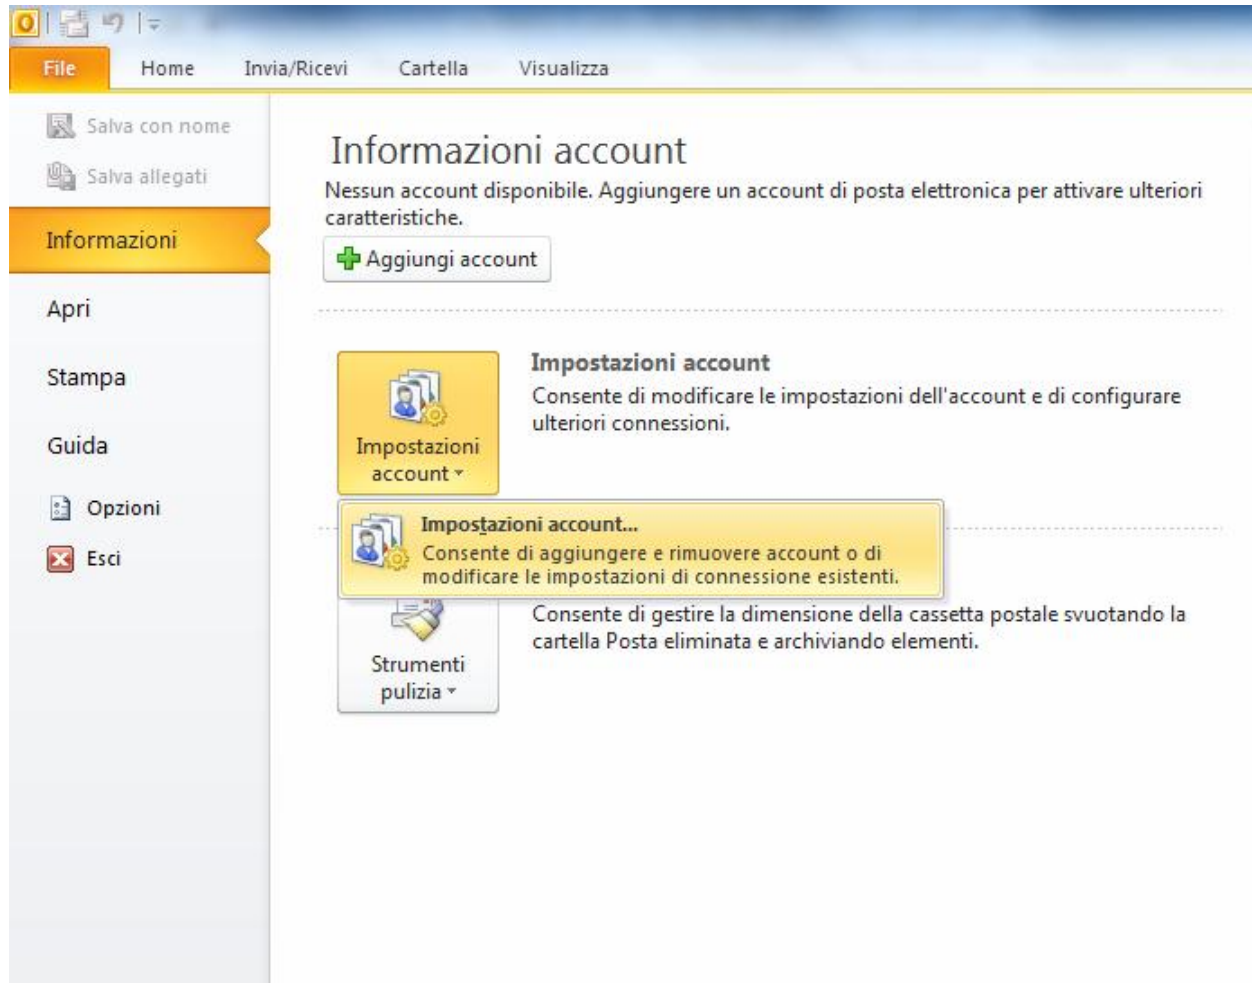 File Home Invia/Ricevi Cartella Visualizza
Salva con nome
Salva allegati
Informazioni
Apri
Stampa
Guida
Opzioni
Esci
Informazioni account
Nessun account disponibile. Aggiungere un account di posta elettronica per attivare ulteriori
caratteristiche.
Aggiungi account
Impostazioni
account
Impostazioni account
Consente di modificare le impostazioni dell'account e di configurare
ulteriori connessioni.
Impostazioni account...
Consente di aggiungere e rimuovere account o di
modificare le impostazioni di connessione esistenti.
Strumenti
pulizia
Consente di gestire la dimensione della cassetta postale svuotando la
cartella Posta eliminata e archiviando elementi.